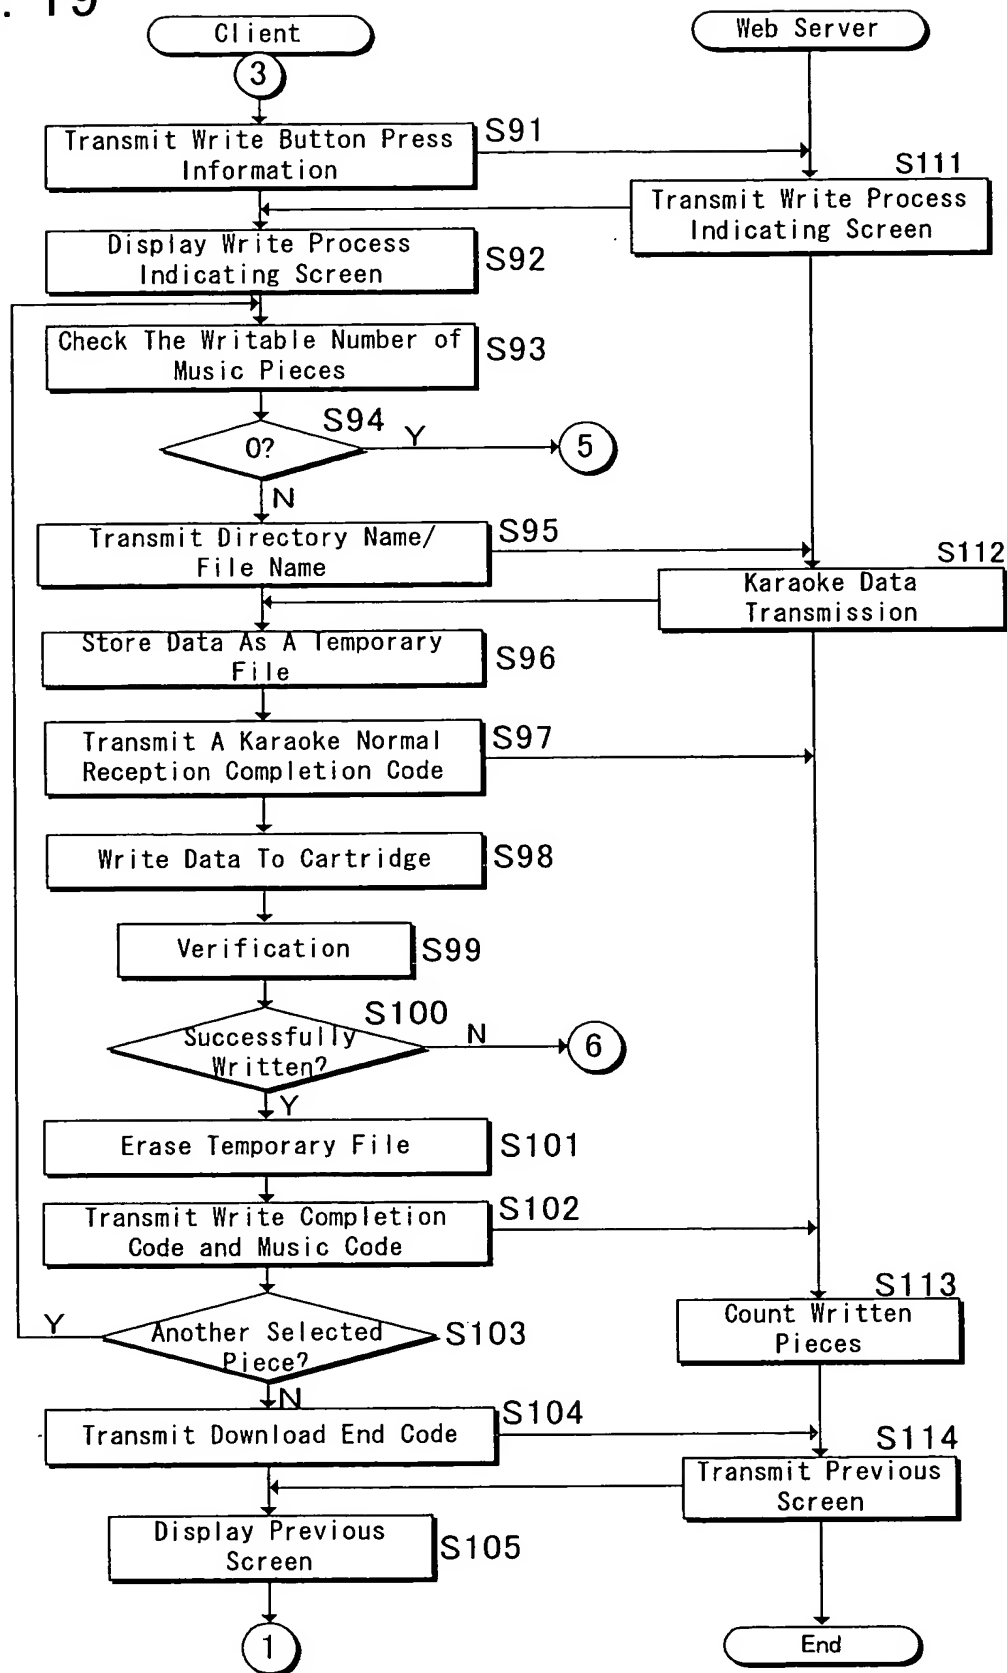 . 19
Client
Web Server
3
Transmit Write Button Press
Information
S91
S111
Transmit Write Process
Indicating Screen
Display Write Process
Indicating Screen
S92
Check The Writable Number of
Music Pieces
S93
S94
0?
Y
5
N
Transmit Directory Name/
File Name
S95
S112
Karaoke Data
Transmission
Store Data As A Temporary
File
S96
Transmit A Karaoke Normal
Reception Completion Code
S97
Write Data To Cartridge
S98
Verification
S99
S100
Successfully
Written?
N
6
Y
Erase Temporary File
S101
Transmit Write Completion
Code and Music Code
S102
S113
Count Written
Pieces
Y
Another Selected
Piece?
S103
N
Transmit Download End Code
S104
S114
Transmit Previous
Screen
Display Previous
Screen
S105
1
End